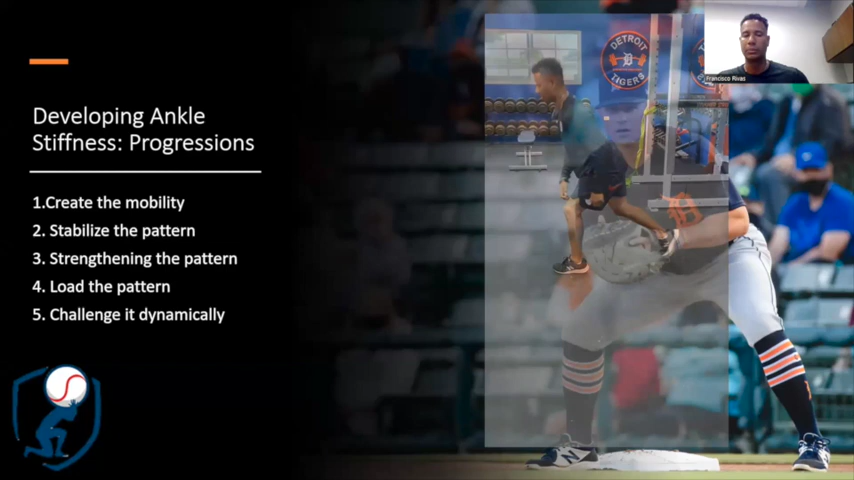 Developing Ankle
Stiffness: Progressions
1.Create the mobility
2. Stabilize the pattern
3. Strengthening the pattern
4. Load the pattern
5. Challenge it dynamically
DETROIT
D
TIGERS
D
Francisco Rivas